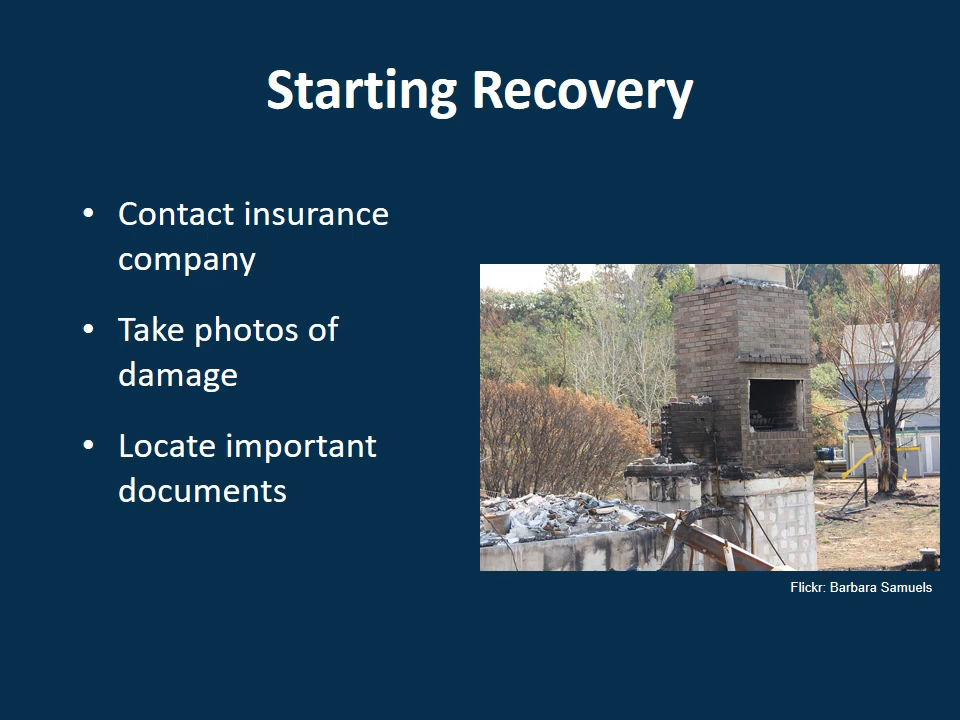 Starting Recovery
• Contact insurance
company
• Take photos of
damage
• Locate important
documents
Flickr: Barbara Samuels